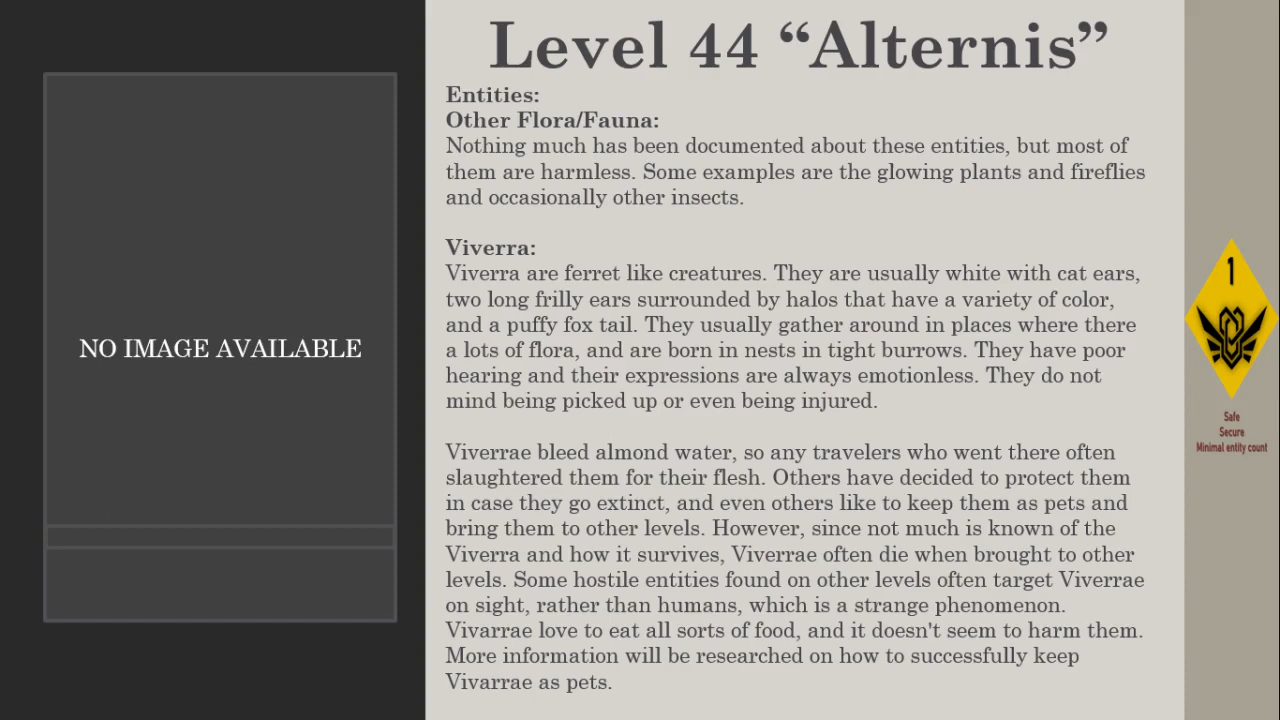 Level 44 “Alternis”
Entities:
Other Flora/Fauna:
Nothing much has been documented about these entities, but most of
them are harmless. Some examples are the glowing plants and fireflies
and occasionally other insects.
Viverra:
Viverra are ferret like creatures. They are usually white with cat ears,
two long frilly ears surrounded by halos that have a variety of color,
and a puffy fox tail. They usually gather around in places where there
a lots of flora, and are born in nests in tight burrows. They have poor
hearing and their expressions are always emotionless. They do not
mind being picked up or even being injured.
Viverrae bleed almond water, so any travelers who went there often
slaughtered them for their flesh. Others have decided to protect them
in case they go extinct, and even others like to keep them as pets and
bring them to other levels. However, since not much is known of the
Viverra and how it survives, Viverrae often die when brought to other
levels. Some hostile entities found on other levels often target Viverrae
on sight, rather than humans, which is a strange phenomenon.
Vivarrae love to eat all sorts of food, and it doesn't seem to harm them.
More information will be researched on how to successfully keep
Vivarrae as pets.
NO IMAGE AVAILABLE
1
Safe
Secure
Minimal entity count